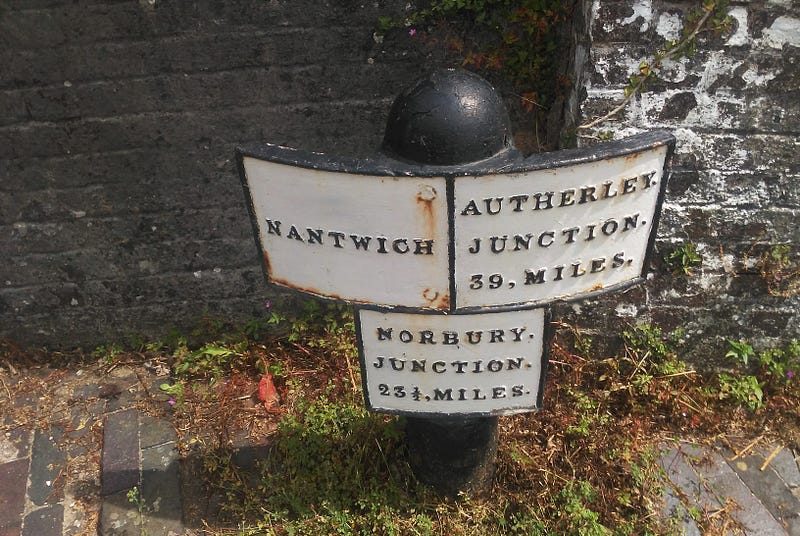 NANTWICH
AUTHERLEY.
JUNCTION.
39, MILES.
NORBURY.
JUNCTION.
23½, MILES.